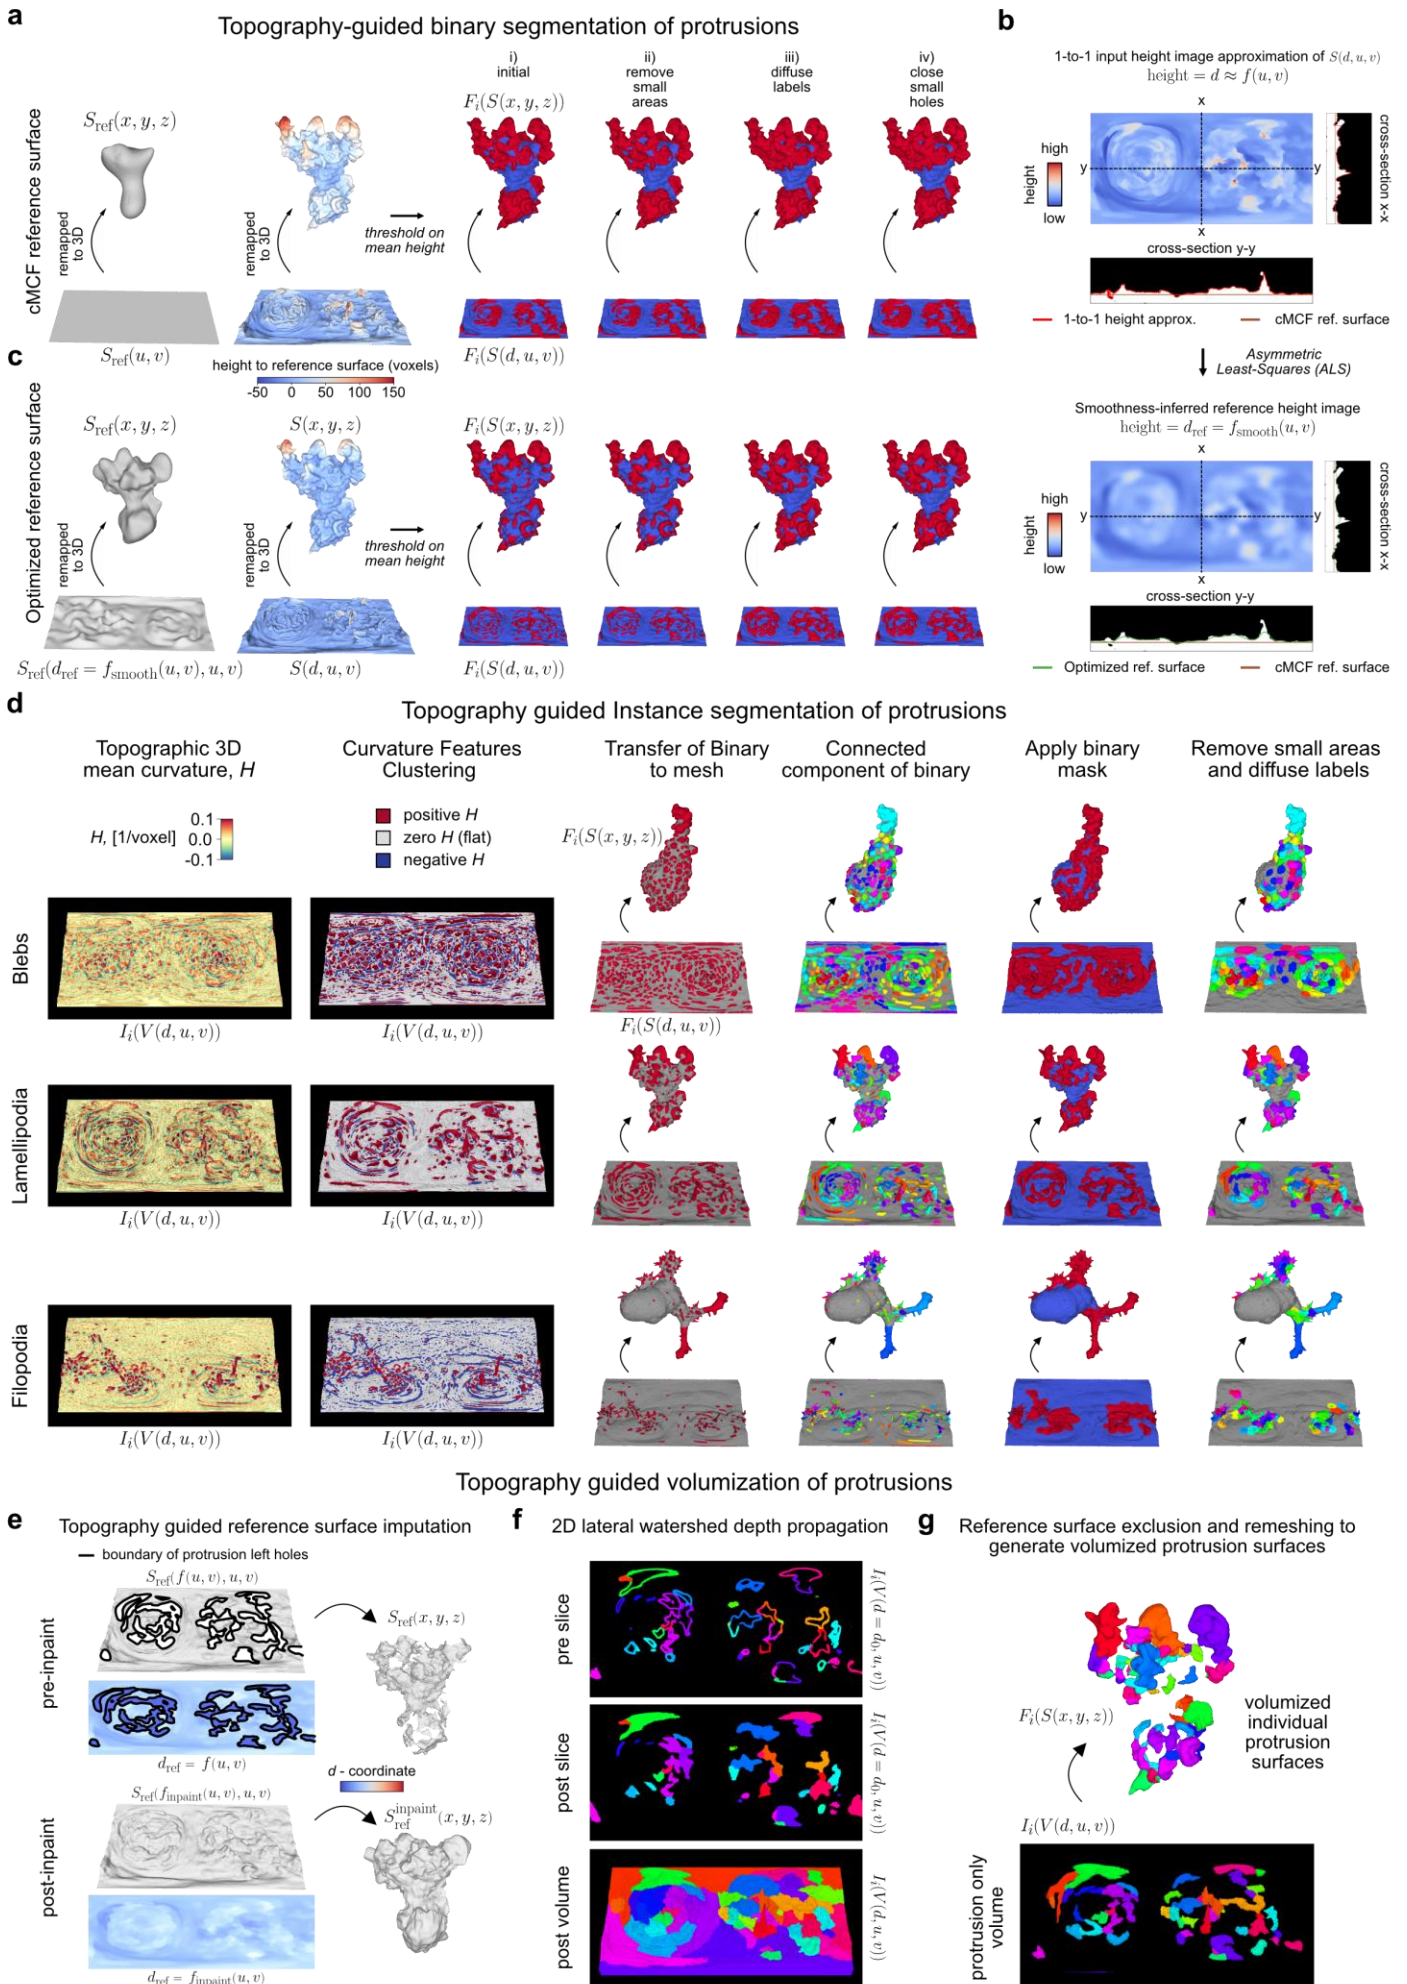 a
Topography-guided binary segmentation of protrusions
i)
initial
ii)
remove
small
areas
iii)
diffuse
labels
iv)
close
small
holes
cMCF reference surface
S_ref(x, y, z)
F_i(S(x, y, z))
remapped
to 3D
remapped
to 3D
threshold on
mean height
S_ref(u, v)
F_i(S(d, u, v))
height to reference surface (voxels)
-50 0 50 100 150
b
1-to-1 input height image approximation of S(d, u, v)
height = d ≈ f(u, v)
x
high
height
low
y
y
x
cross-section x-x
cross-section y-y
1-to-1 height approx.
cMCF ref. surface
Asymmetric
Least-Squares (ALS)
Smoothness-inferred reference height image
height = d_ref = f_smooth(u, v)
x
high
height
low
y
y
x
cross-section x-x
cross-section y-y
Optimized ref. surface
cMCF ref. surface
c
Optimized reference surface
S_ref(x, y, z)
S(x, y, z)
F_i(S(x, y, z))
remapped
to 3D
remapped
to 3D
threshold on
mean height
S_ref(d_ref = f_smooth(u, v), u, v)
S(d, u, v)
F_i(S(d, u, v))
d
Topography guided Instance segmentation of protrusions
Topographic 3D
mean curvature, H
Curvature Features
Clustering
Transfer of Binary
to mesh
Connected
component of binary
Apply binary
mask
Remove small areas
and diffuse labels
H, [1/voxel]
0.1
0.0
-0.1
positive H
zero H (flat)
negative H
F_i(S(x, y, z))
Blebs
I_i(V(d, u, v))
I_i(V(d, u, v))
F_i(S(d, u, v))
Lamellipodia
I_i(V(d, u, v))
I_i(V(d, u, v))
Filopodia
I_i(V(d, u, v))
I_i(V(d, u, v))
Topography guided volumization of protrusions
e
Topography guided reference surface imputation
boundary of protrusion left holes
pre-inpaint
S_ref(f(u, v), u, v)
S_ref(x, y, z)
d_ref = f(u, v)
d - coordinate
post-inpaint
S_ref(f_inpaint(u, v), u, v)
S_ref^inpaint(x, y, z)
d_ref = f_inpaint(u, v)
f
2D lateral watershed depth propagation
pre slice
I_i(V(d = d_0, u, v))
post slice
I_i(V(d = d_0, u, v))
post volume
I_i(V(d, u, v))
g
Reference surface exclusion and remeshing to
generate volumized protrusion surfaces
F_i(S(x, y, z))
volumized
individual
protrusion
surfaces
I_i(V(d, u, v))
protrusion only
volume